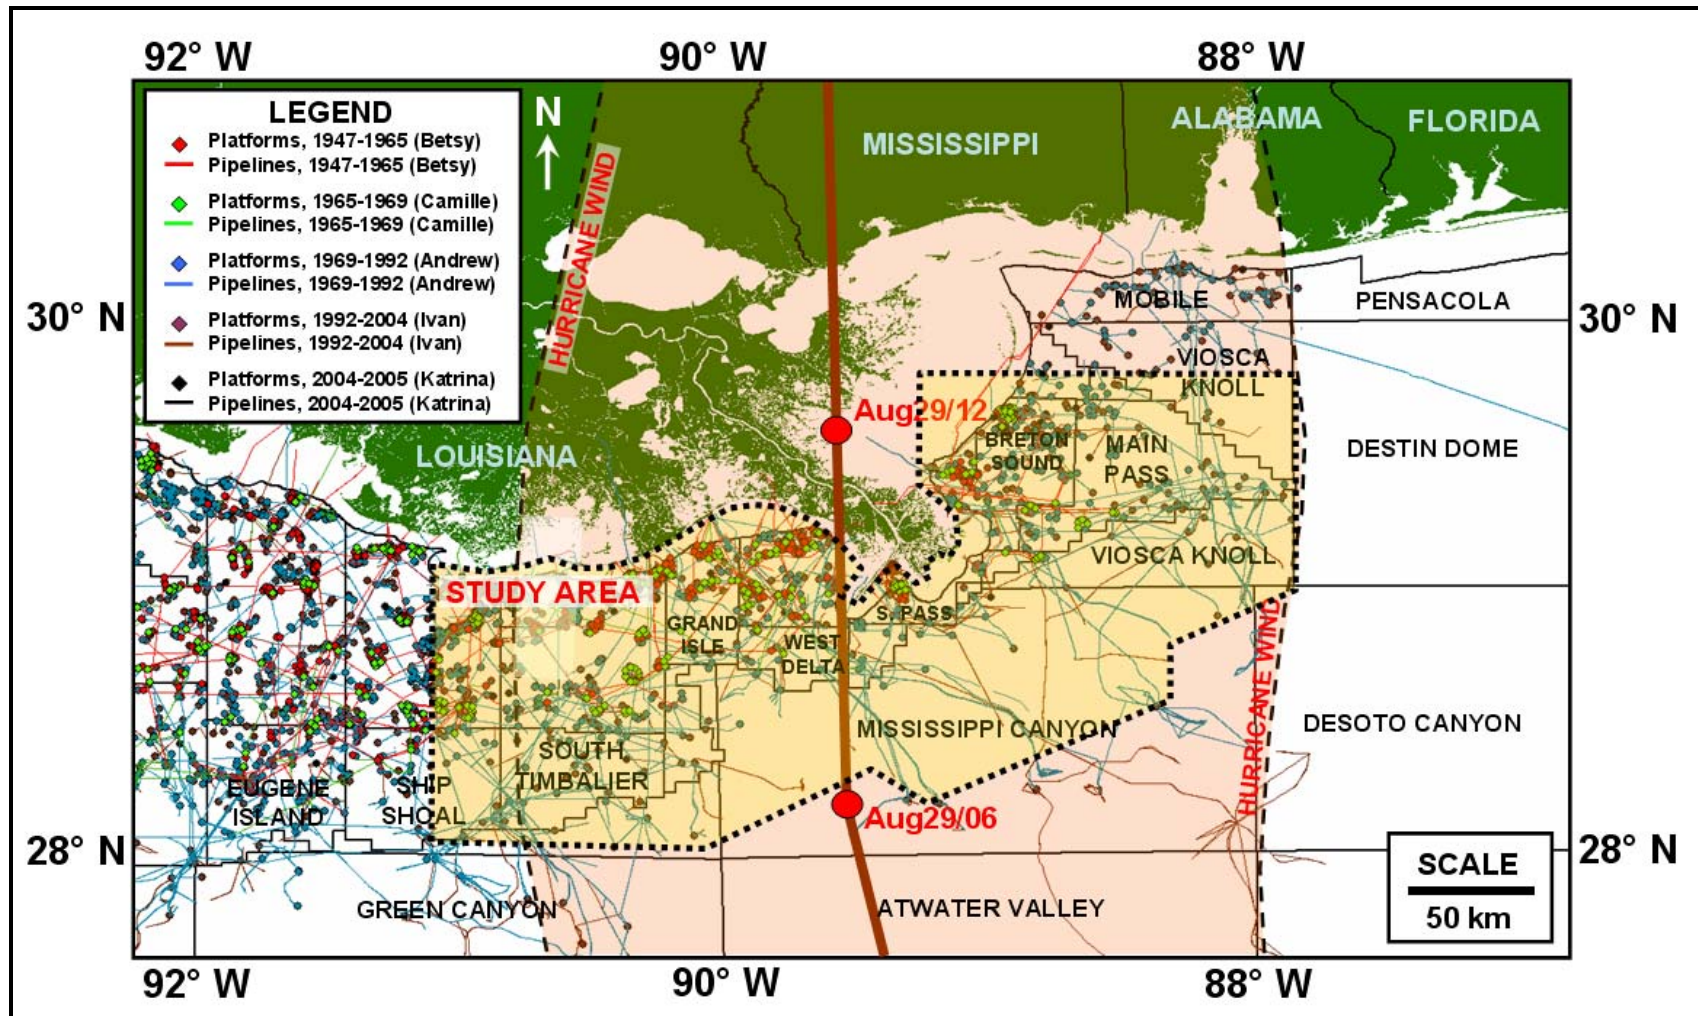 92° W 90° W 88° W
LEGEND
Platforms, 1947-1965 (Betsy)
Pipelines, 1947-1965 (Betsy)
Platforms, 1965-1969 (Camille)
Pipelines, 1965-1969 (Camille)
Platforms, 1969-1992 (Andrew)
Pipelines, 1969-1992 (Andrew)
Platforms, 1992-2004 (Ivan)
Pipelines, 1992-2004 (Ivan)
Platforms, 2004-2005 (Katrina)
Pipelines, 2004-2005 (Katrina)
N
HURRICANE WIND
MISSISSIPPI
ALABAMA
FLORIDA
30° N
MOBILE
PENSACOLA
30° N
VIOSCA
KNOLL
Aug29/12
LOUISIANA
BRETON
SOUND
MAIN
PASS
DESTIN DOME
VIOSCA KNOLL
STUDY AREA
GRAND
ISLE
WEST
DELTA
S. PASS
HURRICANE WIND
MISSISSIPPI CANYON
DESOTO CANYON
SOUTH
TIMBALIER
EUGENE
ISLAND
SHIP
SHOAL
Aug29/06
28° N
28° N
GREEN CANYON
ATWATER VALLEY
SCALE
50 km
92° W 90° W 88° W